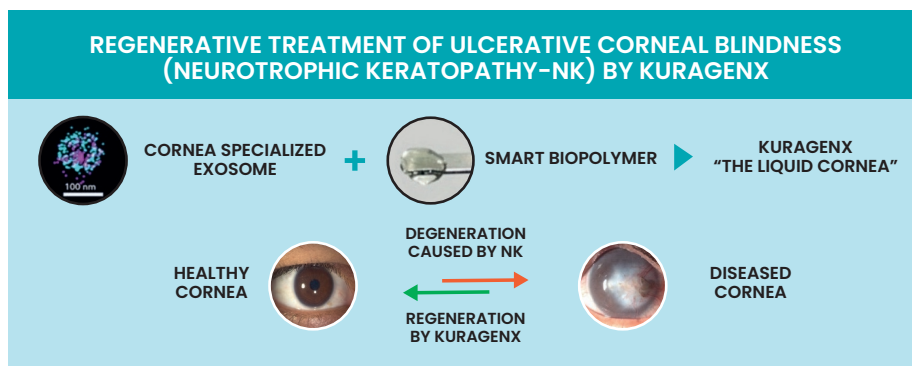 REGENERATIVE TREATMENT OF ULCERATIVE CORNEAL BLINDNESS
(NEUROTROPHIC KERATOPATHY-NK) BY KURAGENX
100 nm
CORNEA SPECIALIZED
EXOSOME
+
SMART BIOPOLYMER
KURAGENX
“THE LIQUID CORNEA”
HEALTHY
CORNEA
DEGENERATION
CAUSED BY NK
REGENERATION
BY KURAGENX
DISEASED
CORNEA